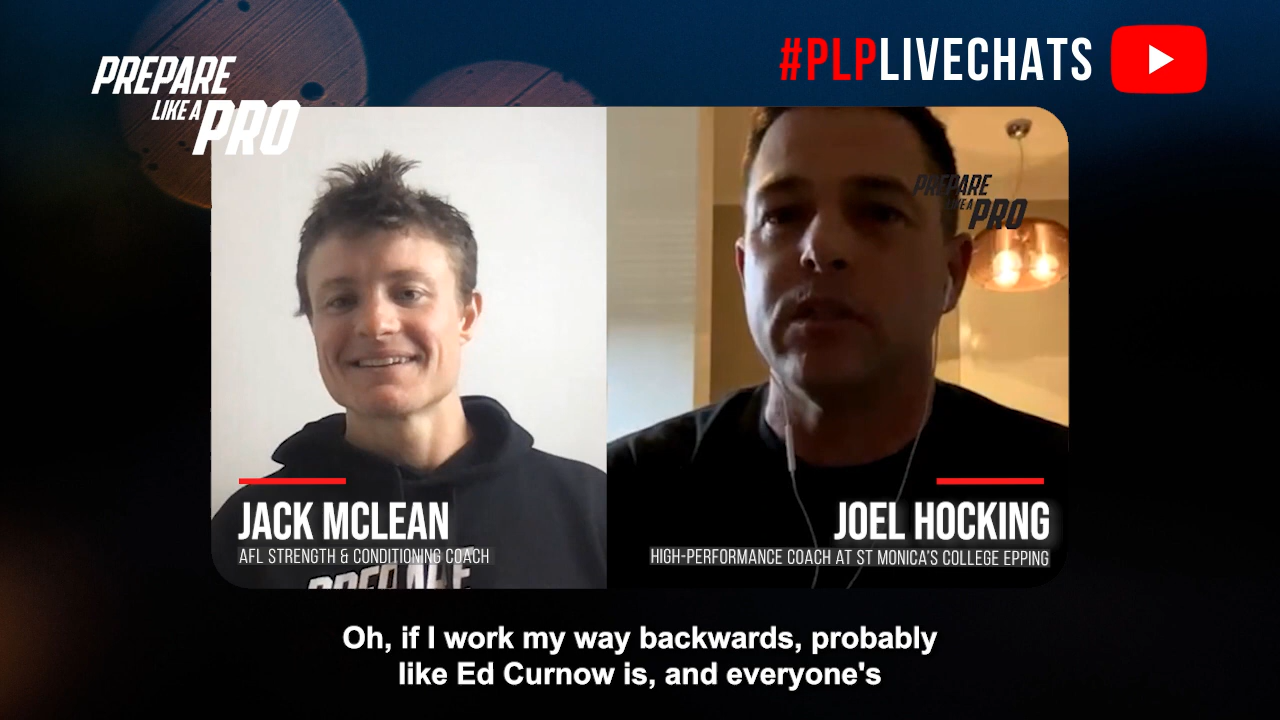 PREPARE
LIKE A
PRO
#PLPLIVECHATS
PREPARE
LIKE A
PRO
JACK MCLEAN
AFL STRENGTH & CONDITIONING COACH
PREPARE
JOEL HOCKING
HIGH-PERFORMANCE COACH AT ST MONICA'S COLLEGE EPPING
Oh, if I work my way backwards, probably
like Ed Curnow is, and everyone's